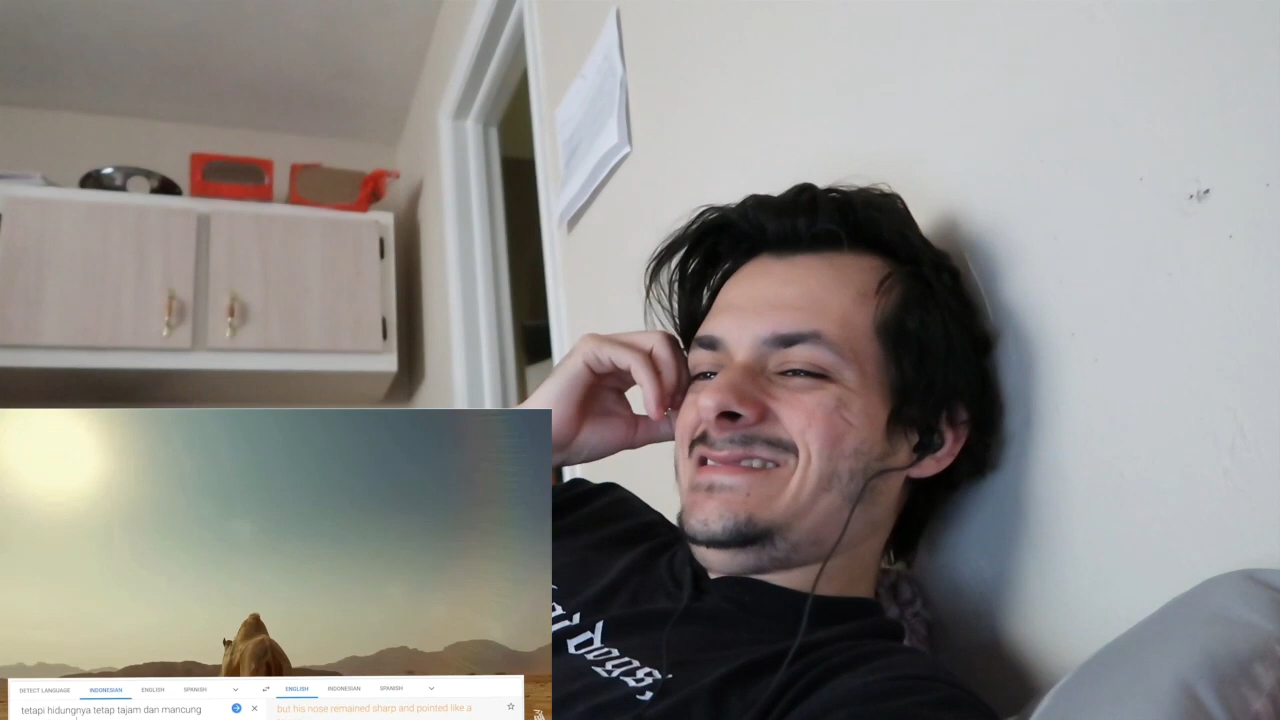 dogs,
DETECT LANGUAGE INDONESIAN ENGLISH SPANISH
ENGLISH INDONESIAN SPANISH
tetapi hidungnya tetap tajam dan mancung
but his nose remained sharp and pointed like a